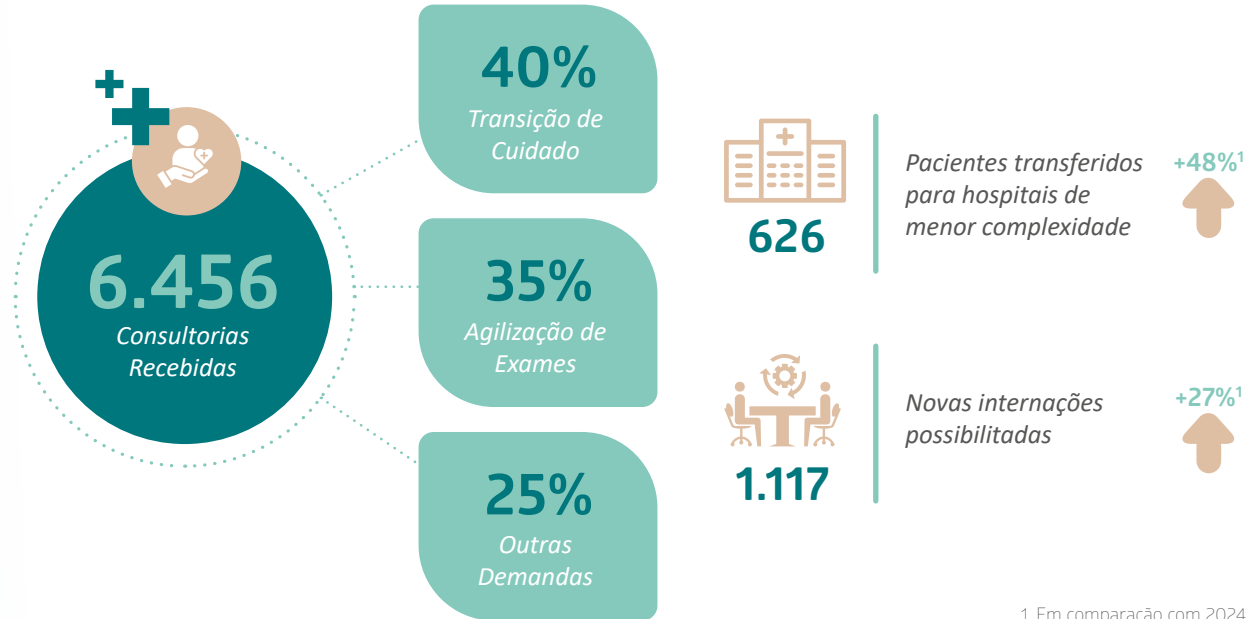 6.456
Consultorias
Recebidas
40%
Transição de
Cuidado
35%
Agilização de
Exames
25%
Outras
Demandas
626
Pacientes transferidos
para hospitais de
menor complexidade
+48%¹
1.117
Novas internações
possibilitadas
+27%¹
1 Em comparação com 2024